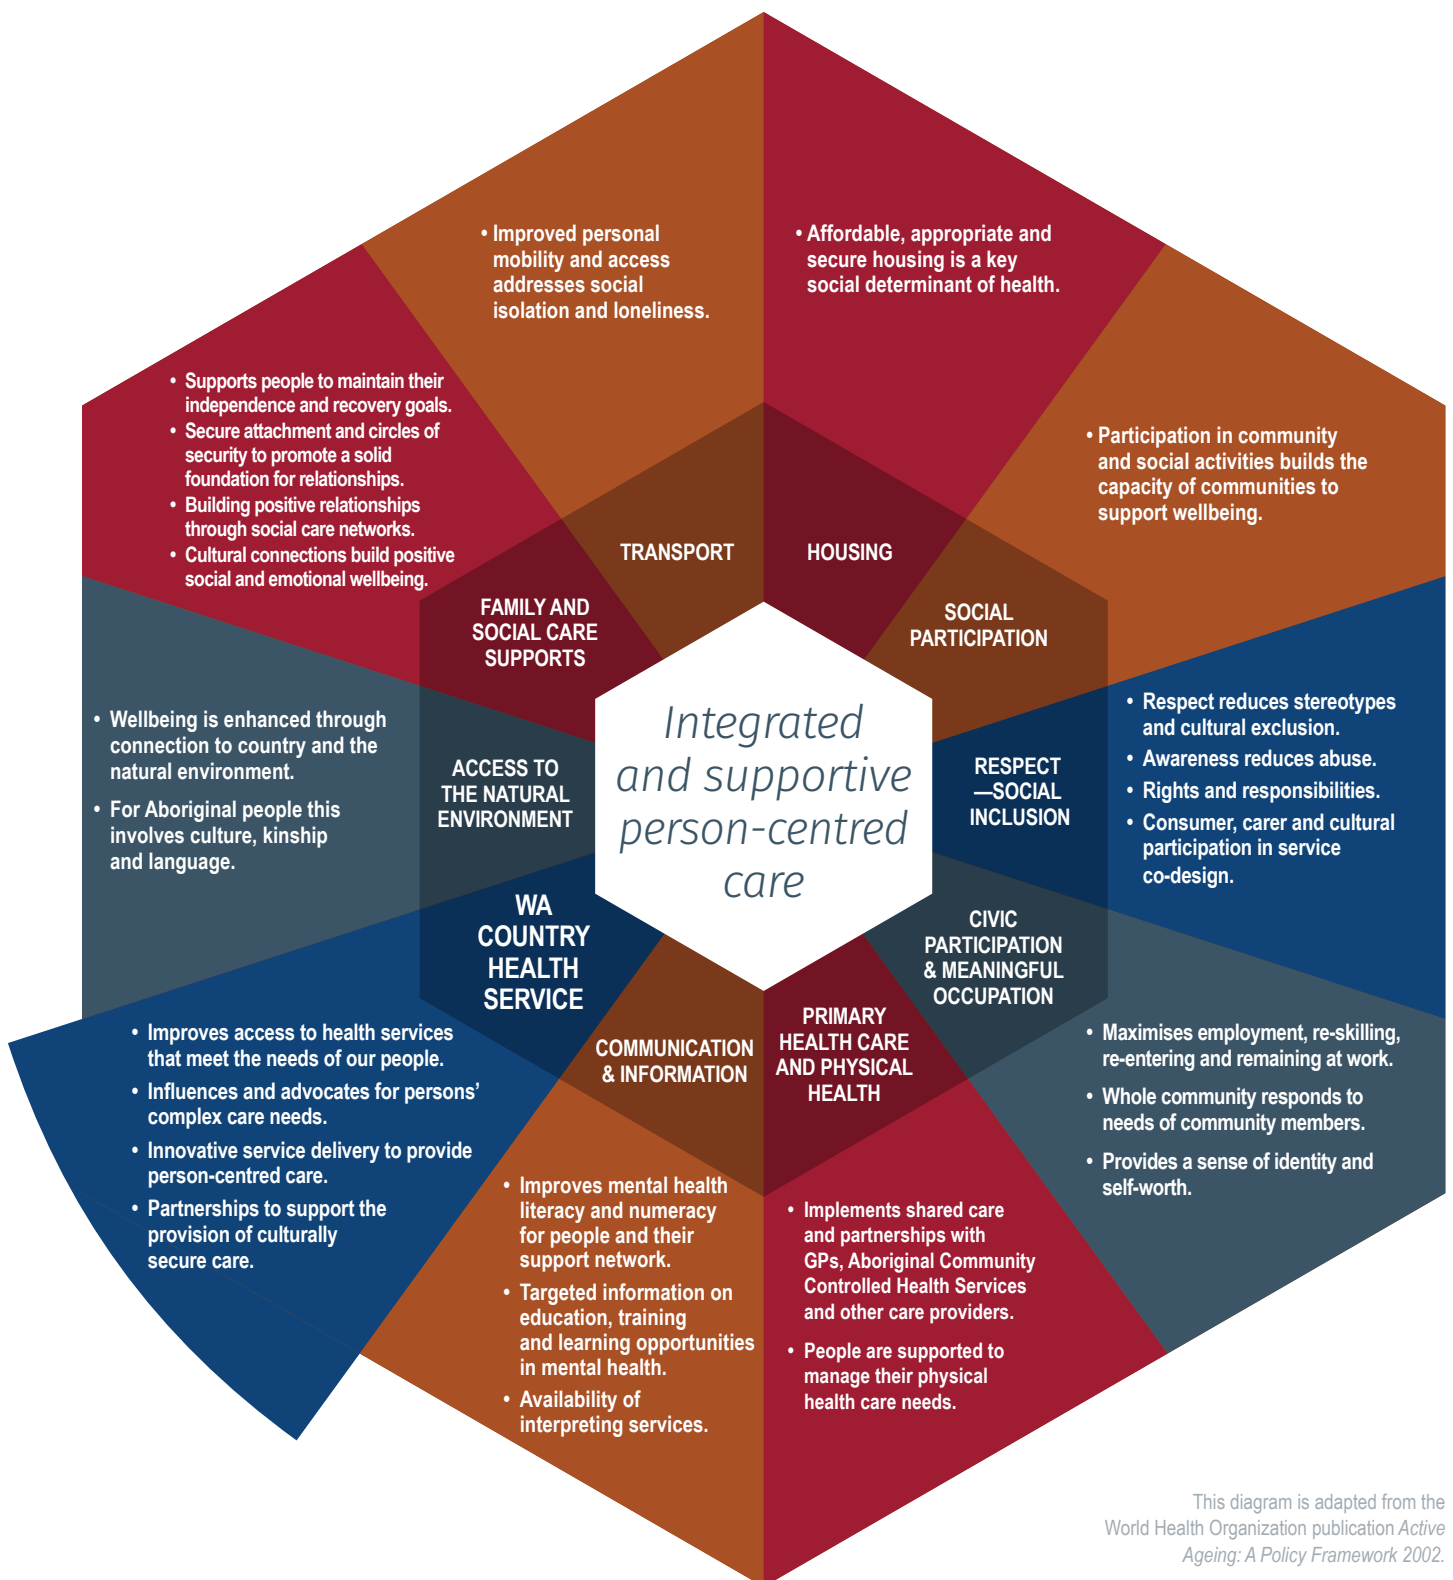 Integrated
and supportive
person-centred
care
TRANSPORT
• Improved personal
mobility and access
addresses social
isolation and loneliness.
HOUSING
• Affordable, appropriate and
secure housing is a key
social determinant of health.
SOCIAL
PARTICIPATION
• Participation in community
and social activities builds the
capacity of communities to
support wellbeing.
RESPECT
—SOCIAL
INCLUSION
• Respect reduces stereotypes
and cultural exclusion.
• Awareness reduces abuse.
• Rights and responsibilities.
• Consumer, carer and cultural
participation in service
co-design.
CIVIC
PARTICIPATION
& MEANINGFUL
OCCUPATION
• Maximises employment, re-skilling,
re-entering and remaining at work.
• Whole community responds to
needs of community members.
• Provides a sense of identity and
self-worth.
PRIMARY
HEALTH CARE
AND PHYSICAL
HEALTH
• Implements shared care
and partnerships with
GPs, Aboriginal Community
Controlled Health Services
and other care providers.
• People are supported to
manage their physical
health care needs.
COMMUNICATION
& INFORMATION
• Improves mental health
literacy and numeracy
for people and their
support network.
• Targeted information on
education, training
and learning opportunities
in mental health.
• Availability of
interpreting services.
WA
COUNTRY
HEALTH
SERVICE
• Improves access to health services
that meet the needs of our people.
• Influences and advocates for persons’
complex care needs.
• Innovative service delivery to provide
person-centred care.
• Partnerships to support the
provision of culturally
secure care.
ACCESS TO
THE NATURAL
ENVIRONMENT
• Wellbeing is enhanced through
connection to country and the
natural environment.
• For Aboriginal people this
involves culture, kinship
and language.
FAMILY AND
SOCIAL CARE
SUPPORTS
• Supports people to maintain their
independence and recovery goals.
• Secure attachment and circles of
security to promote a solid
foundation for relationships.
• Building positive relationships
through social care networks.
• Cultural connections build positive
social and emotional wellbeing.
This diagram is adapted from the
World Health Organization publication Active
Ageing: A Policy Framework 2002.